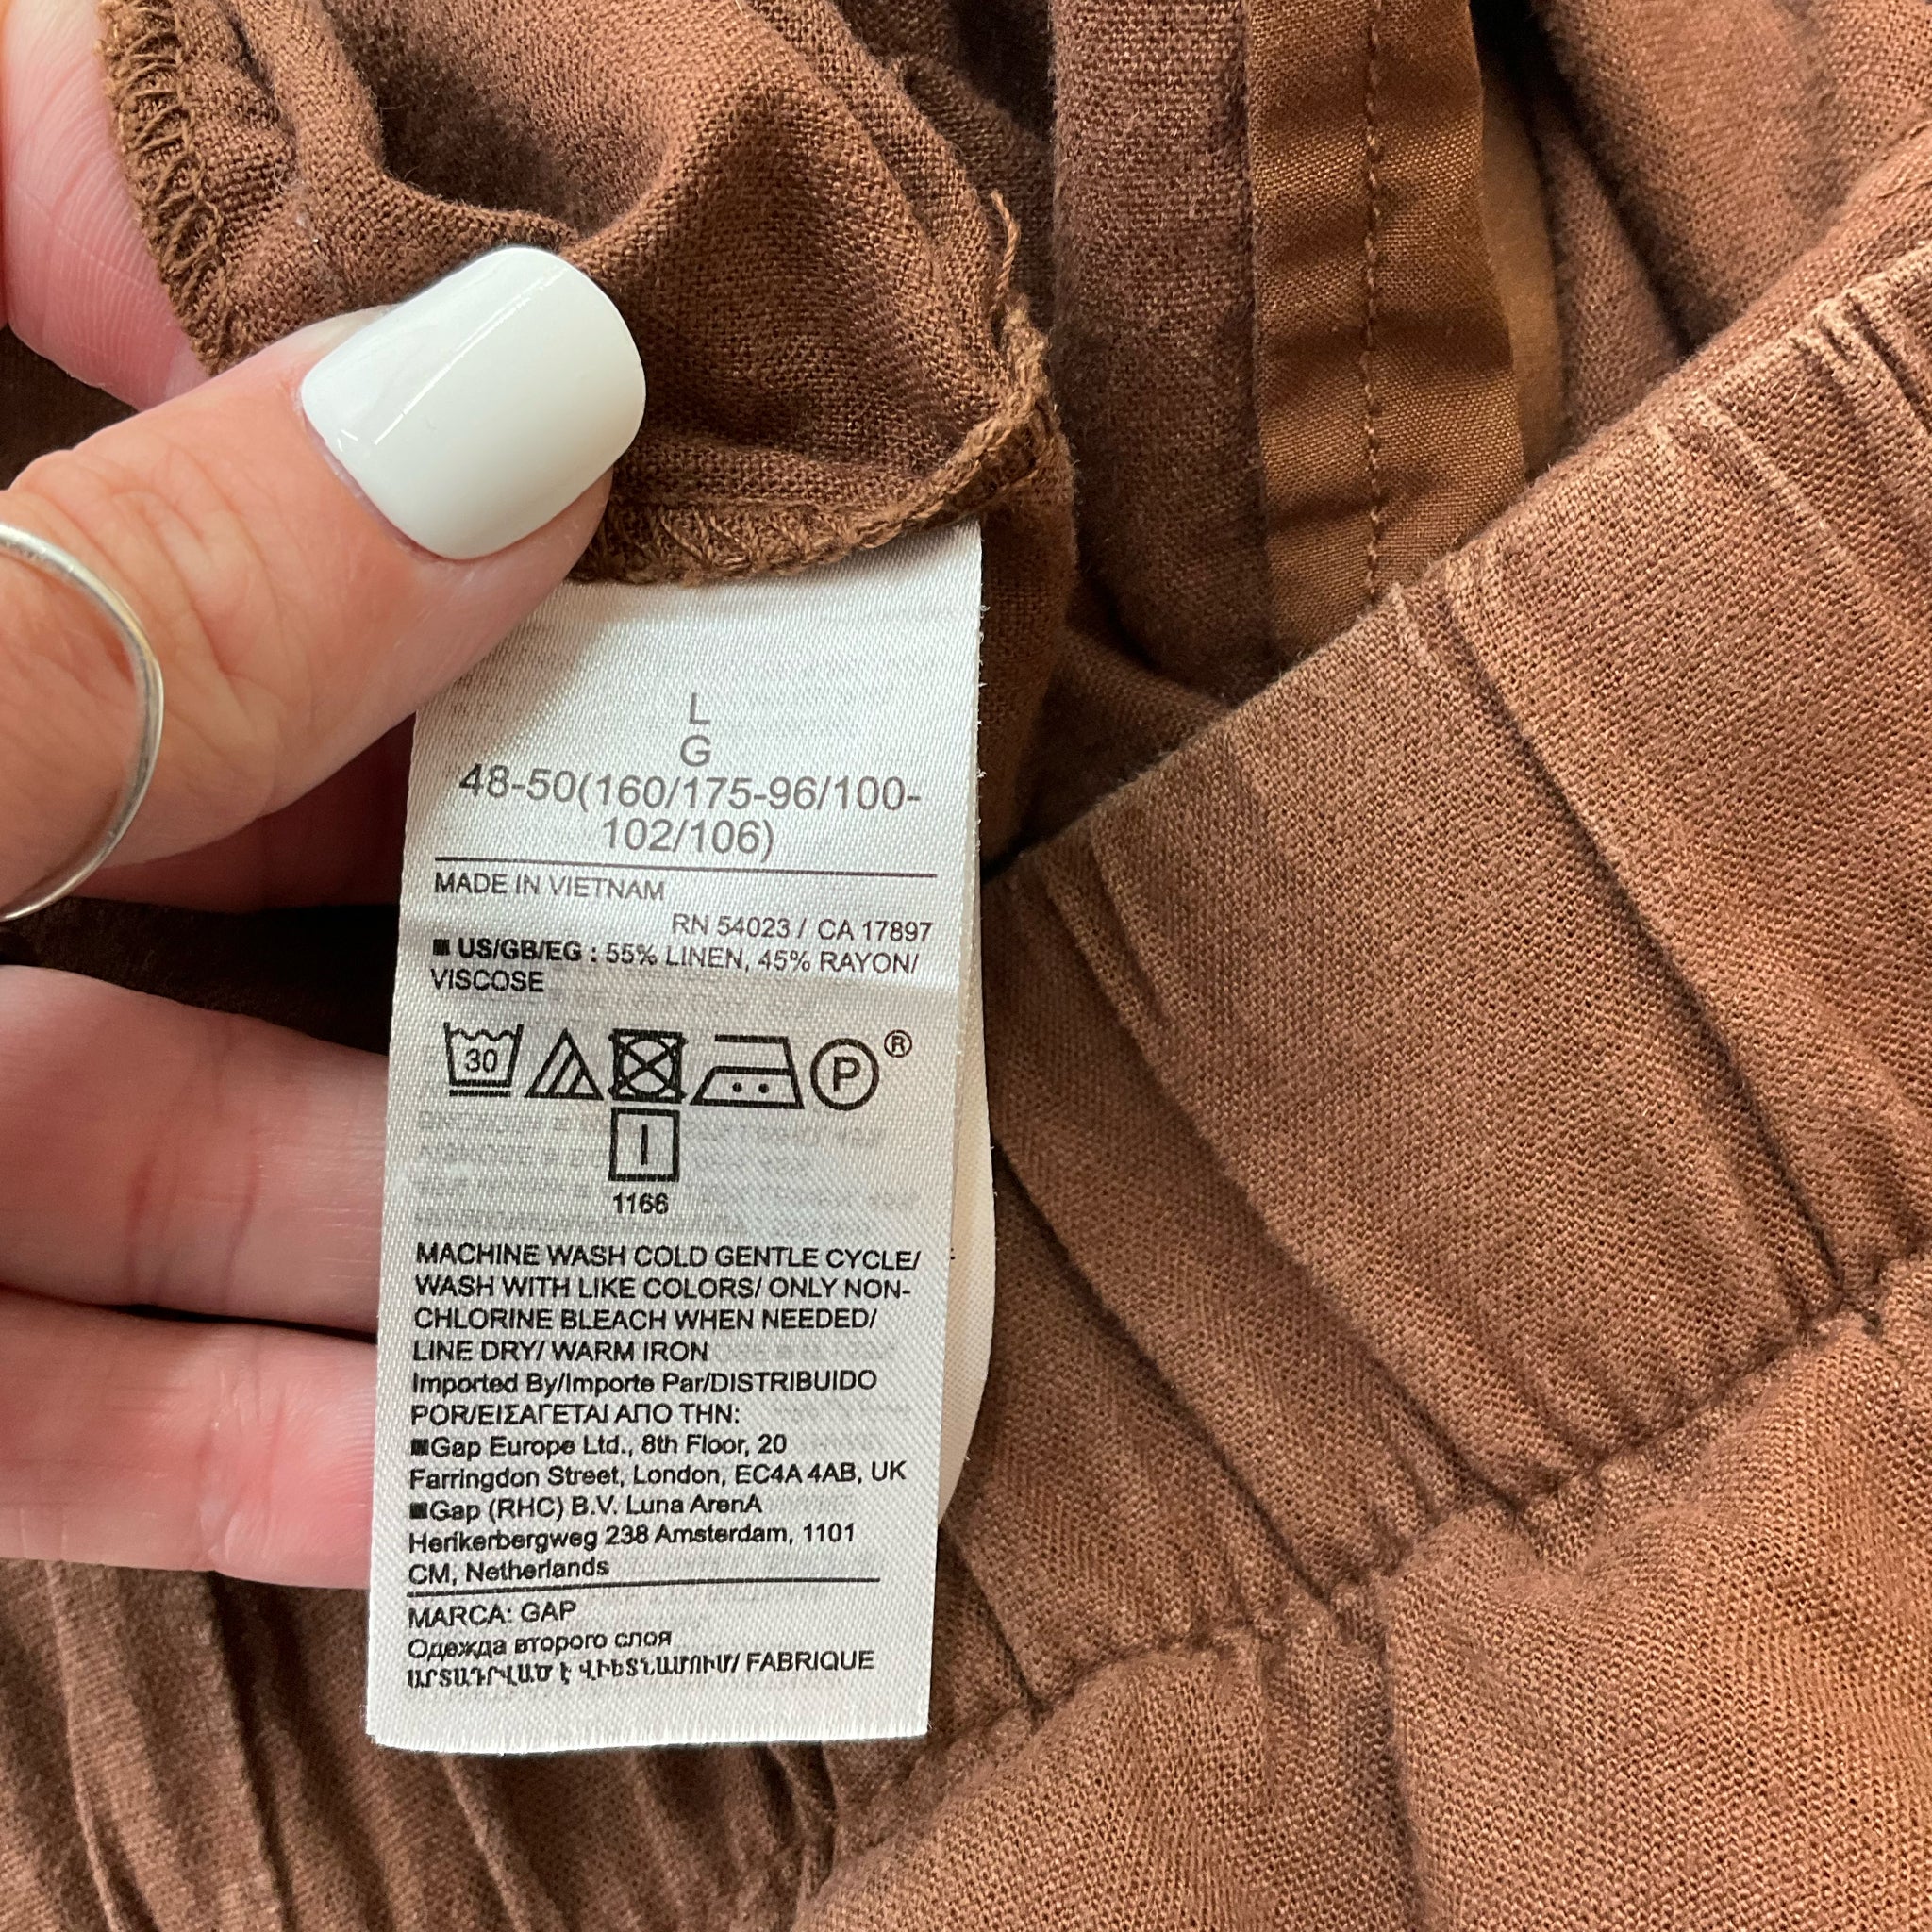 L
G
48-50(160/175-96/100-
102/106)
MADE IN VIETNAM
RN 54023 / CA 17897
■ US/GB/EG : 55% LINEN, 45% RAYON/
VISCOSE
30
P ®
1166
MACHINE WASH COLD GENTLE CYCLE/
WASH WITH LIKE COLORS/ ONLY NON-
CHLORINE BLEACH WHEN NEEDED/
LINE DRY/ WARM IRON
Imported By/Importe Par/DISTRIBUIDO
POR/ΕΙΣΑΓΕΤΑΙ ΑΠΟ ΤΗΝ:
■Gap Europe Ltd., 8th Floor, 20
Farringdon Street, London, EC4A 4AB, UK
■Gap (RHC) B.V. Luna ArenA
Herikerbergweg 238 Amsterdam, 1101
CM, Netherlands
MARCA: GAP
Одежда второго слоя
ԱՐՏԱԴՐՎԱԾ է ՎԻԵՏՆԱՄՈՒՄ/ FABRIQUE